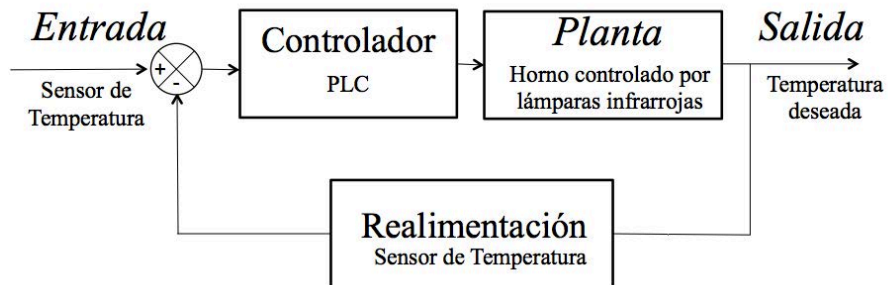 Entrada
+
-
Sensor de
Temperatura
Controlador
PLC
Planta
Horno controlado por
lámparas infrarrojas
Salida
Temperatura
deseada
Realimentación
Sensor de Temperatura